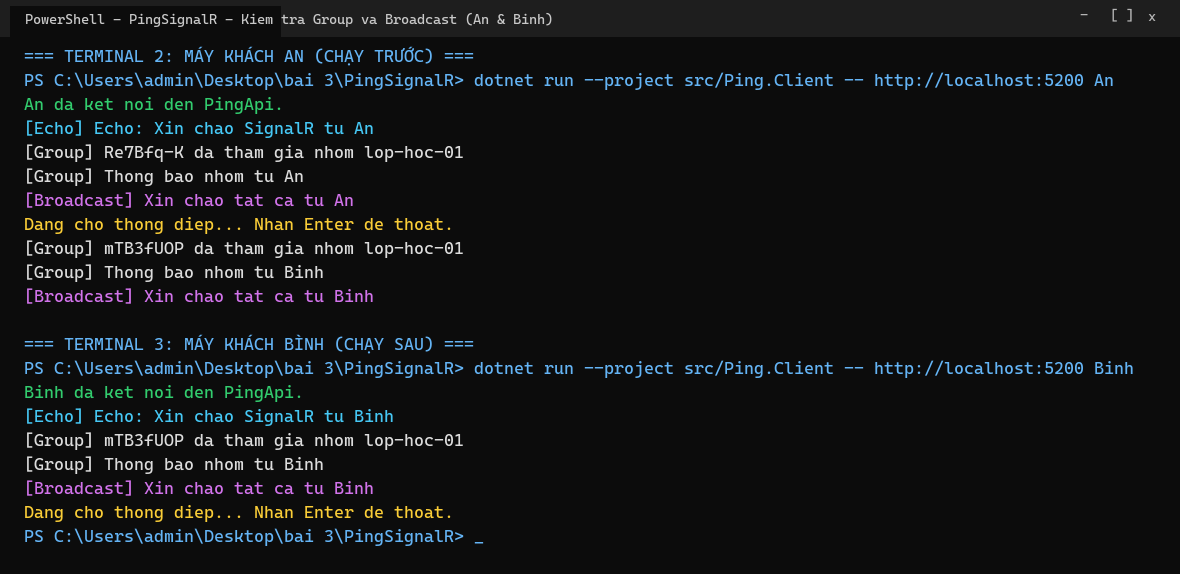 PowerShell - PingSignalR - Kiem tra Group va Broadcast (An & Binh)
- [ ] x
=== TERMINAL 2: MÁY KHÁCH AN (CHẠY TRƯỚC) ===
PS C:\Users\admin\Desktop\bai 3\PingSignalR> dotnet run --project src/Ping.Client -- http://localhost:5200 An
An da ket noi den PingApi.
[Echo] Echo: Xin chao SignalR tu An
[Group] Re7Bfq-K da tham gia nhom lop-hoc-01
[Group] Thong bao nhom tu An
[Broadcast] Xin chao tat ca tu An
Dang cho thong diep... Nhan Enter de thoat.
[Group] mTB3fUOP da tham gia nhom lop-hoc-01
[Group] Thong bao nhom tu Binh
[Broadcast] Xin chao tat ca tu Binh
=== TERMINAL 3: MÁY KHÁCH BÌNH (CHẠY SAU) ===
PS C:\Users\admin\Desktop\bai 3\PingSignalR> dotnet run --project src/Ping.Client -- http://localhost:5200 Binh
Binh da ket noi den PingApi.
[Echo] Echo: Xin chao SignalR tu Binh
[Group] mTB3fUOP da tham gia nhom lop-hoc-01
[Group] Thong bao nhom tu Binh
[Broadcast] Xin chao tat ca tu Binh
Dang cho thong diep... Nhan Enter de thoat.
PS C:\Users\admin\Desktop\bai 3\PingSignalR> _